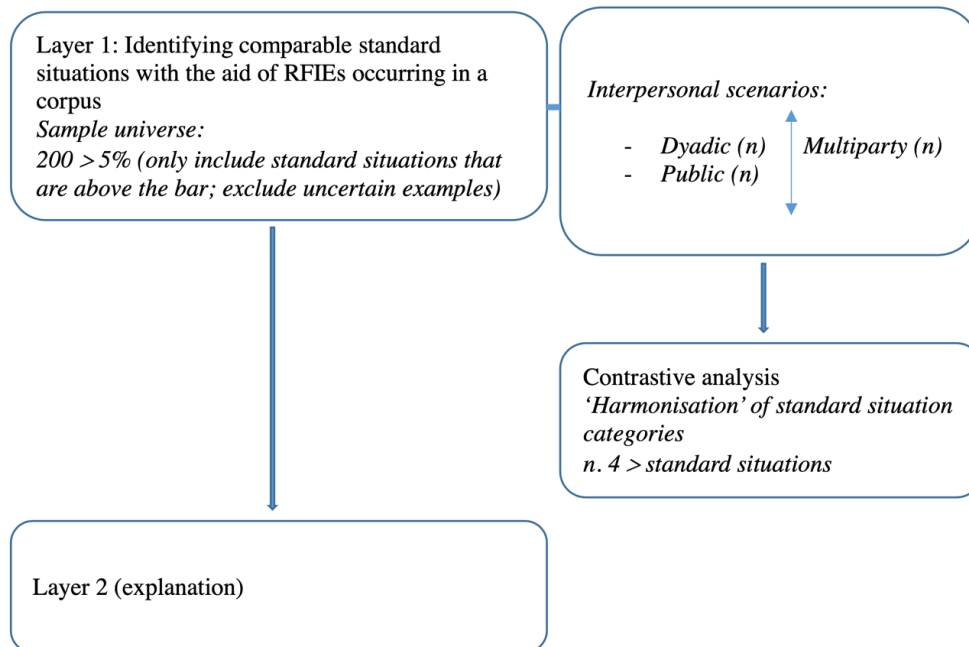 Layer 1: Identifying comparable standard
situations with the aid of RFIEs occurring in a
corpus
Sample universe:
200 > 5% (only include standard situations that
are above the bar; exclude uncertain examples)
Interpersonal scenarios:
- Dyadic (n) Multiparty (n)
- Public (n)
Contrastive analysis
‘Harmonisation’ of standard situation
categories
n. 4 > standard situations
Layer 2 (explanation)